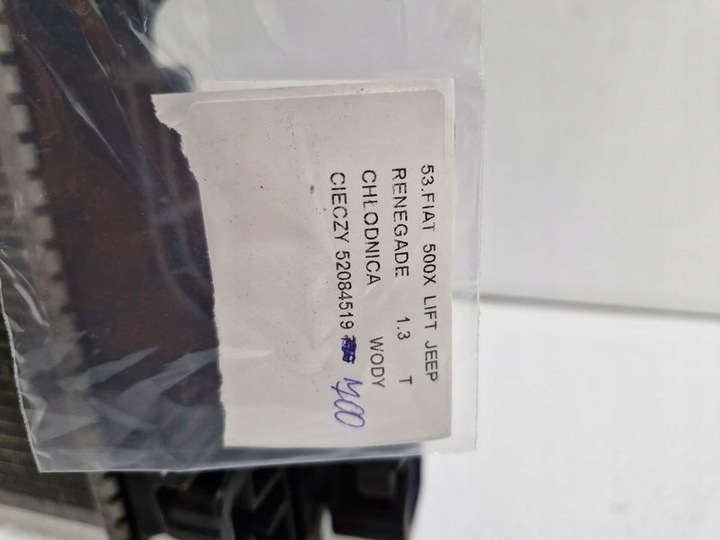 53.FIAT 500X LIFT JEEP
RENEGADE 1.3 T
CHŁODNICA WODY
CIECZY 52084519 400